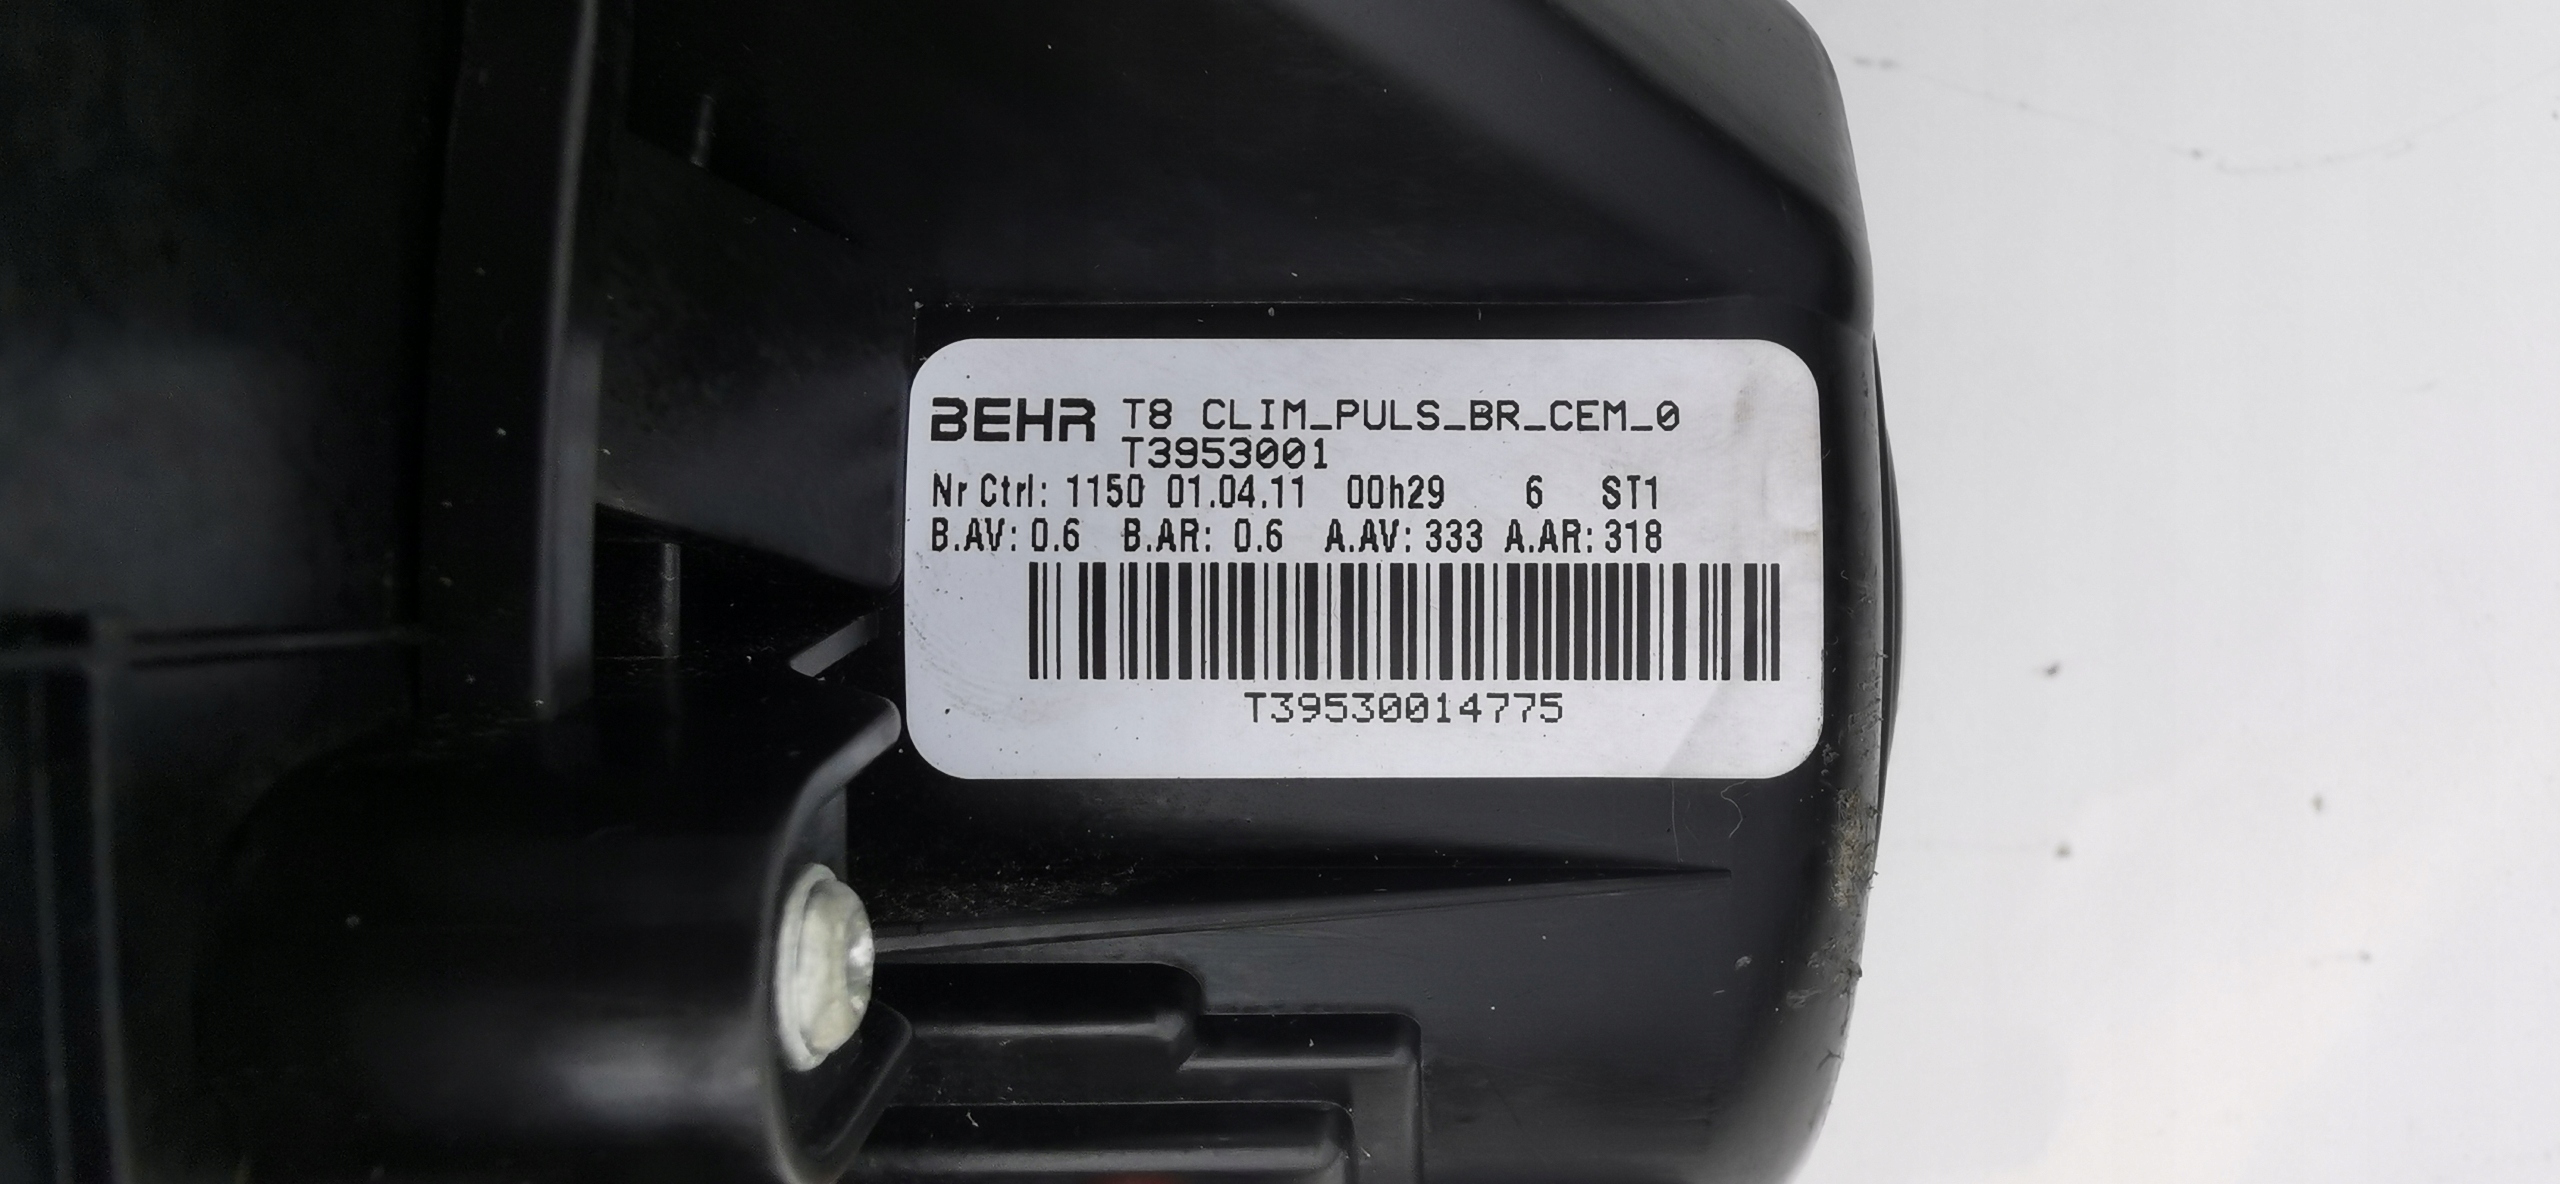 BEHR T8 CLIM_PULS_BR_CEM_0
T3953001
Nr Ctrl: 1150 01.04.11 00h29 6 ST1
B.AV: 0.6 B.AR: 0.6 A.AV: 333 A.AR: 318
T39530014775